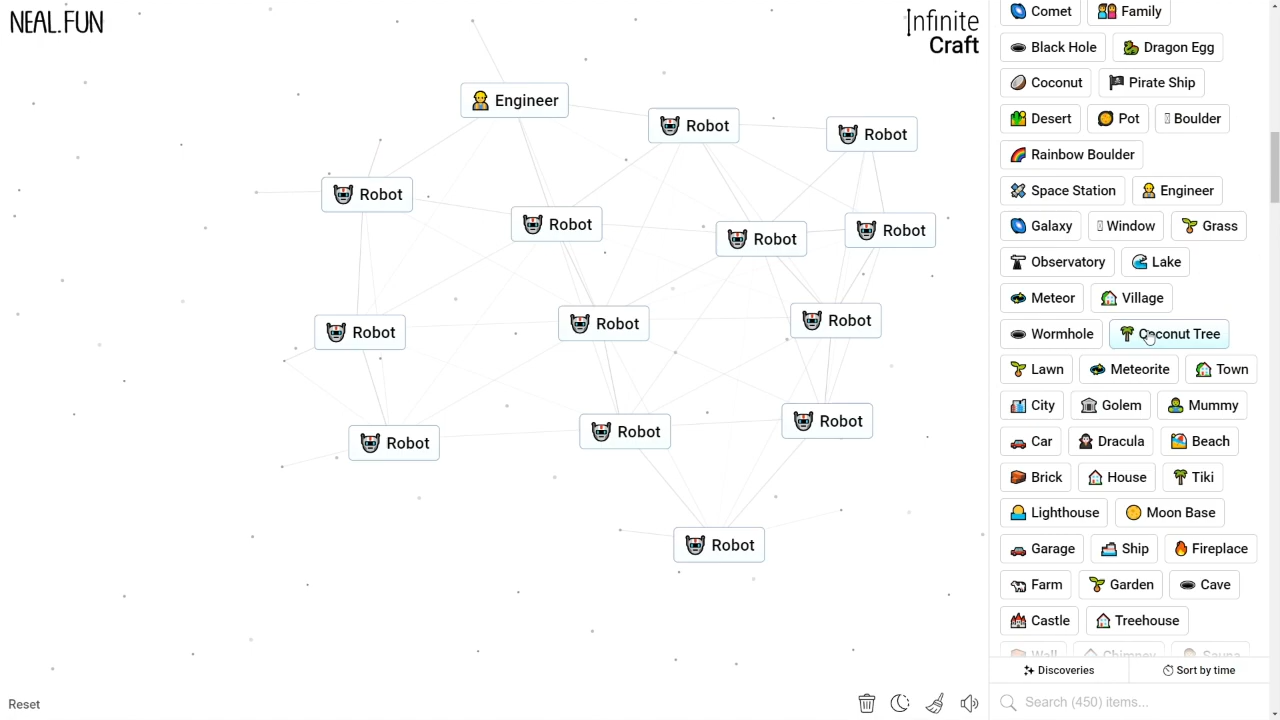 NEAL.FUN
Infinite
Craft
Engineer
Robot
Robot
Robot
Robot
Robot
Robot
Robot
Robot
Robot
Robot
Robot
Robot
Robot
Reset
Comet Family
Black Hole Dragon Egg
Coconut Pirate Ship
Desert Pot Boulder
Rainbow Boulder
Space Station Engineer
Galaxy Window Grass
Observatory Lake
Meteor Village
Wormhole Coconut Tree
Lawn Meteorite Town
City Golem Mummy
Car Dracula Beach
Brick House Tiki
Lighthouse Moon Base
Garage Ship Fireplace
Farm Garden Cave
Castle Treehouse
Wall Chimney Sauna
Discoveries Sort by time
Search (450) items...